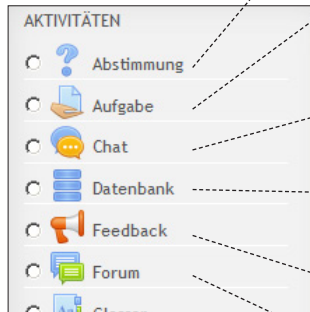 AKTIVITÄTEN
Abstimmung
Aufgabe
Chat
Datenbank
Feedback
Forum